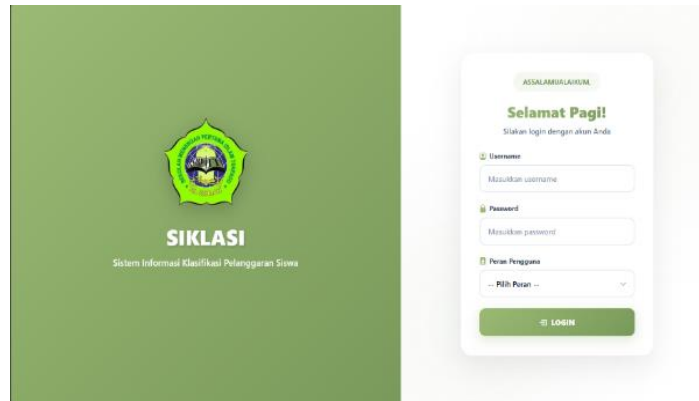 SIKLASI
Sistem Informasi Klasifikasi Pelanggaran Siswa
ASSALAMUALAIKUM,
Selamat Pagi!
Silakan login dengan akun Anda
Username
Masukkan username
Password
Masukkan password
Peran Pengguna
-- Pilih Peran --
LOGIN